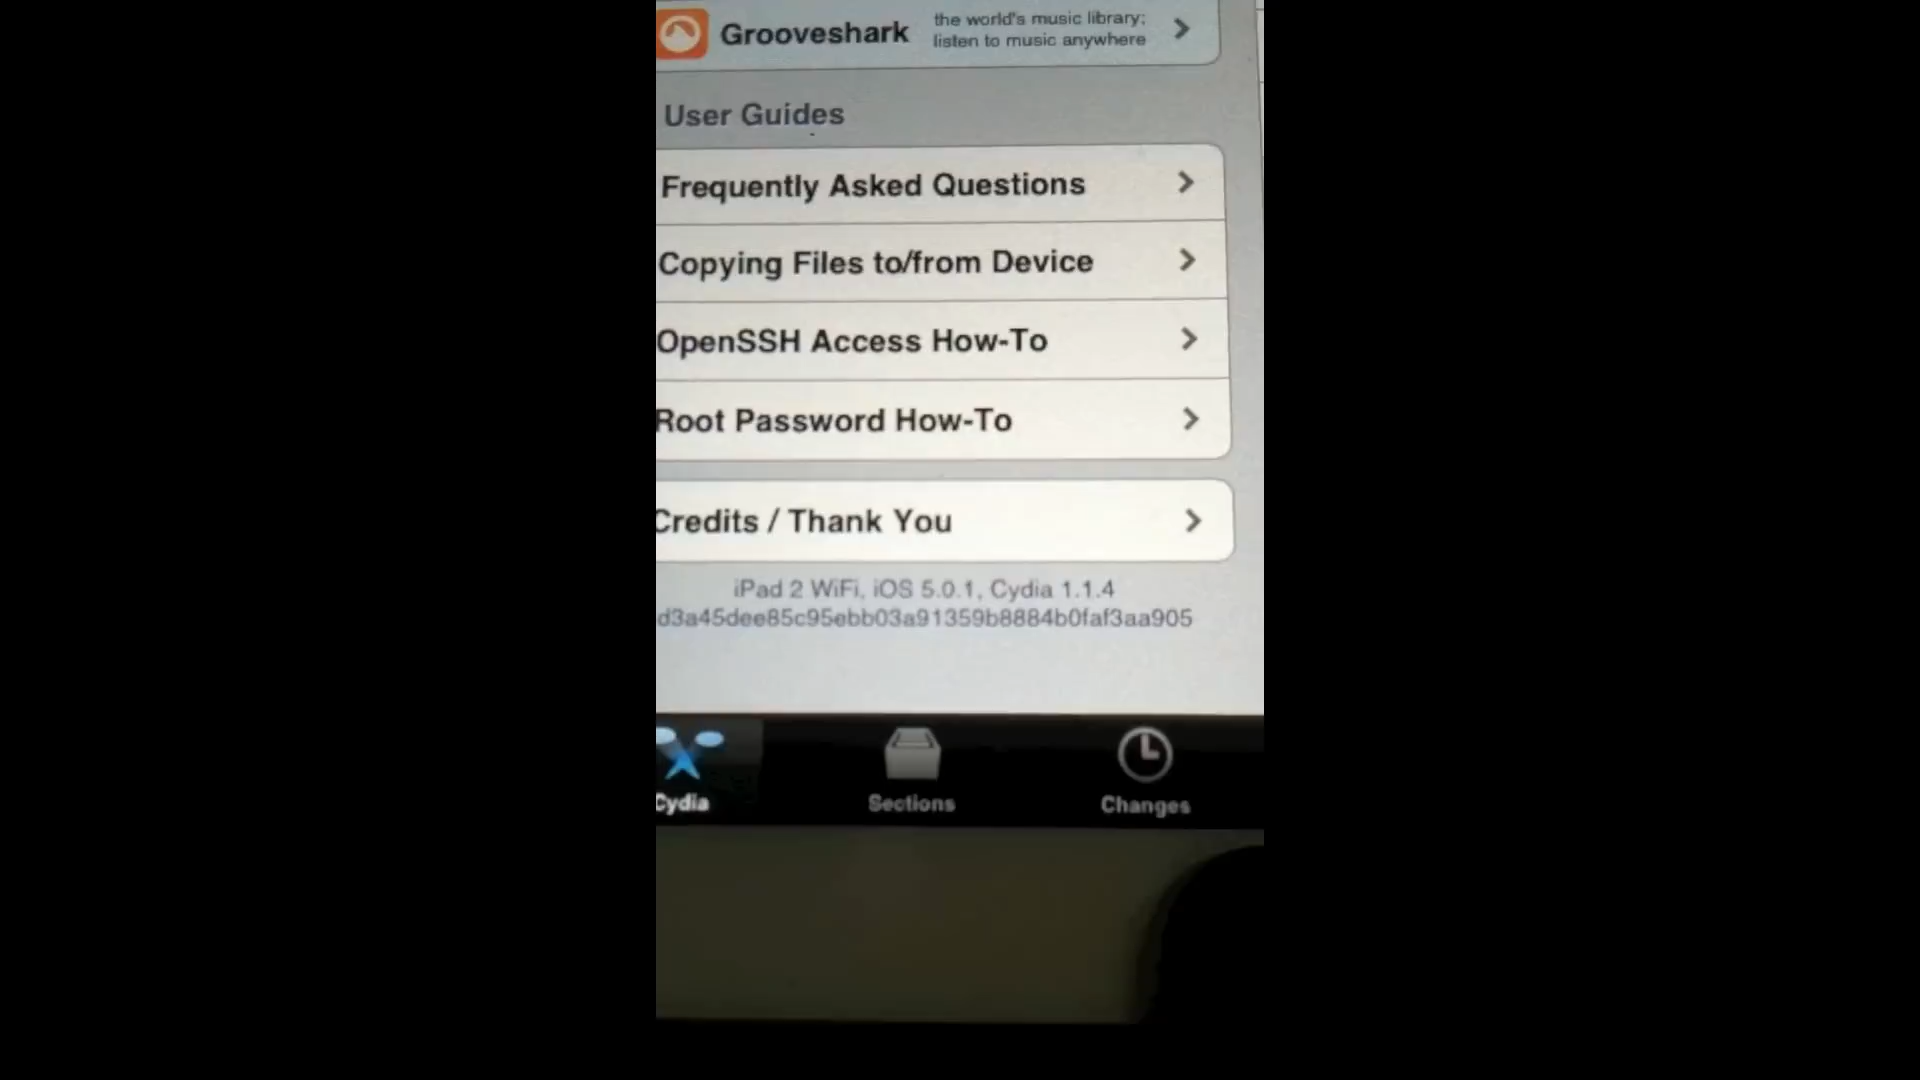 Grooveshark
the world's music library;
listen to music anywhere
User Guides
Frequently Asked Questions
Copying Files to/from Device
OpenSSH Access How-To
Root Password How-To
Credits / Thank You
iPad 2 WiFi, iOS 5.0.1, Cydia 1.1.4
d3a45dee85c95ebb03a91359b8884b0faf3aa905
Cydia
Sections
Changes